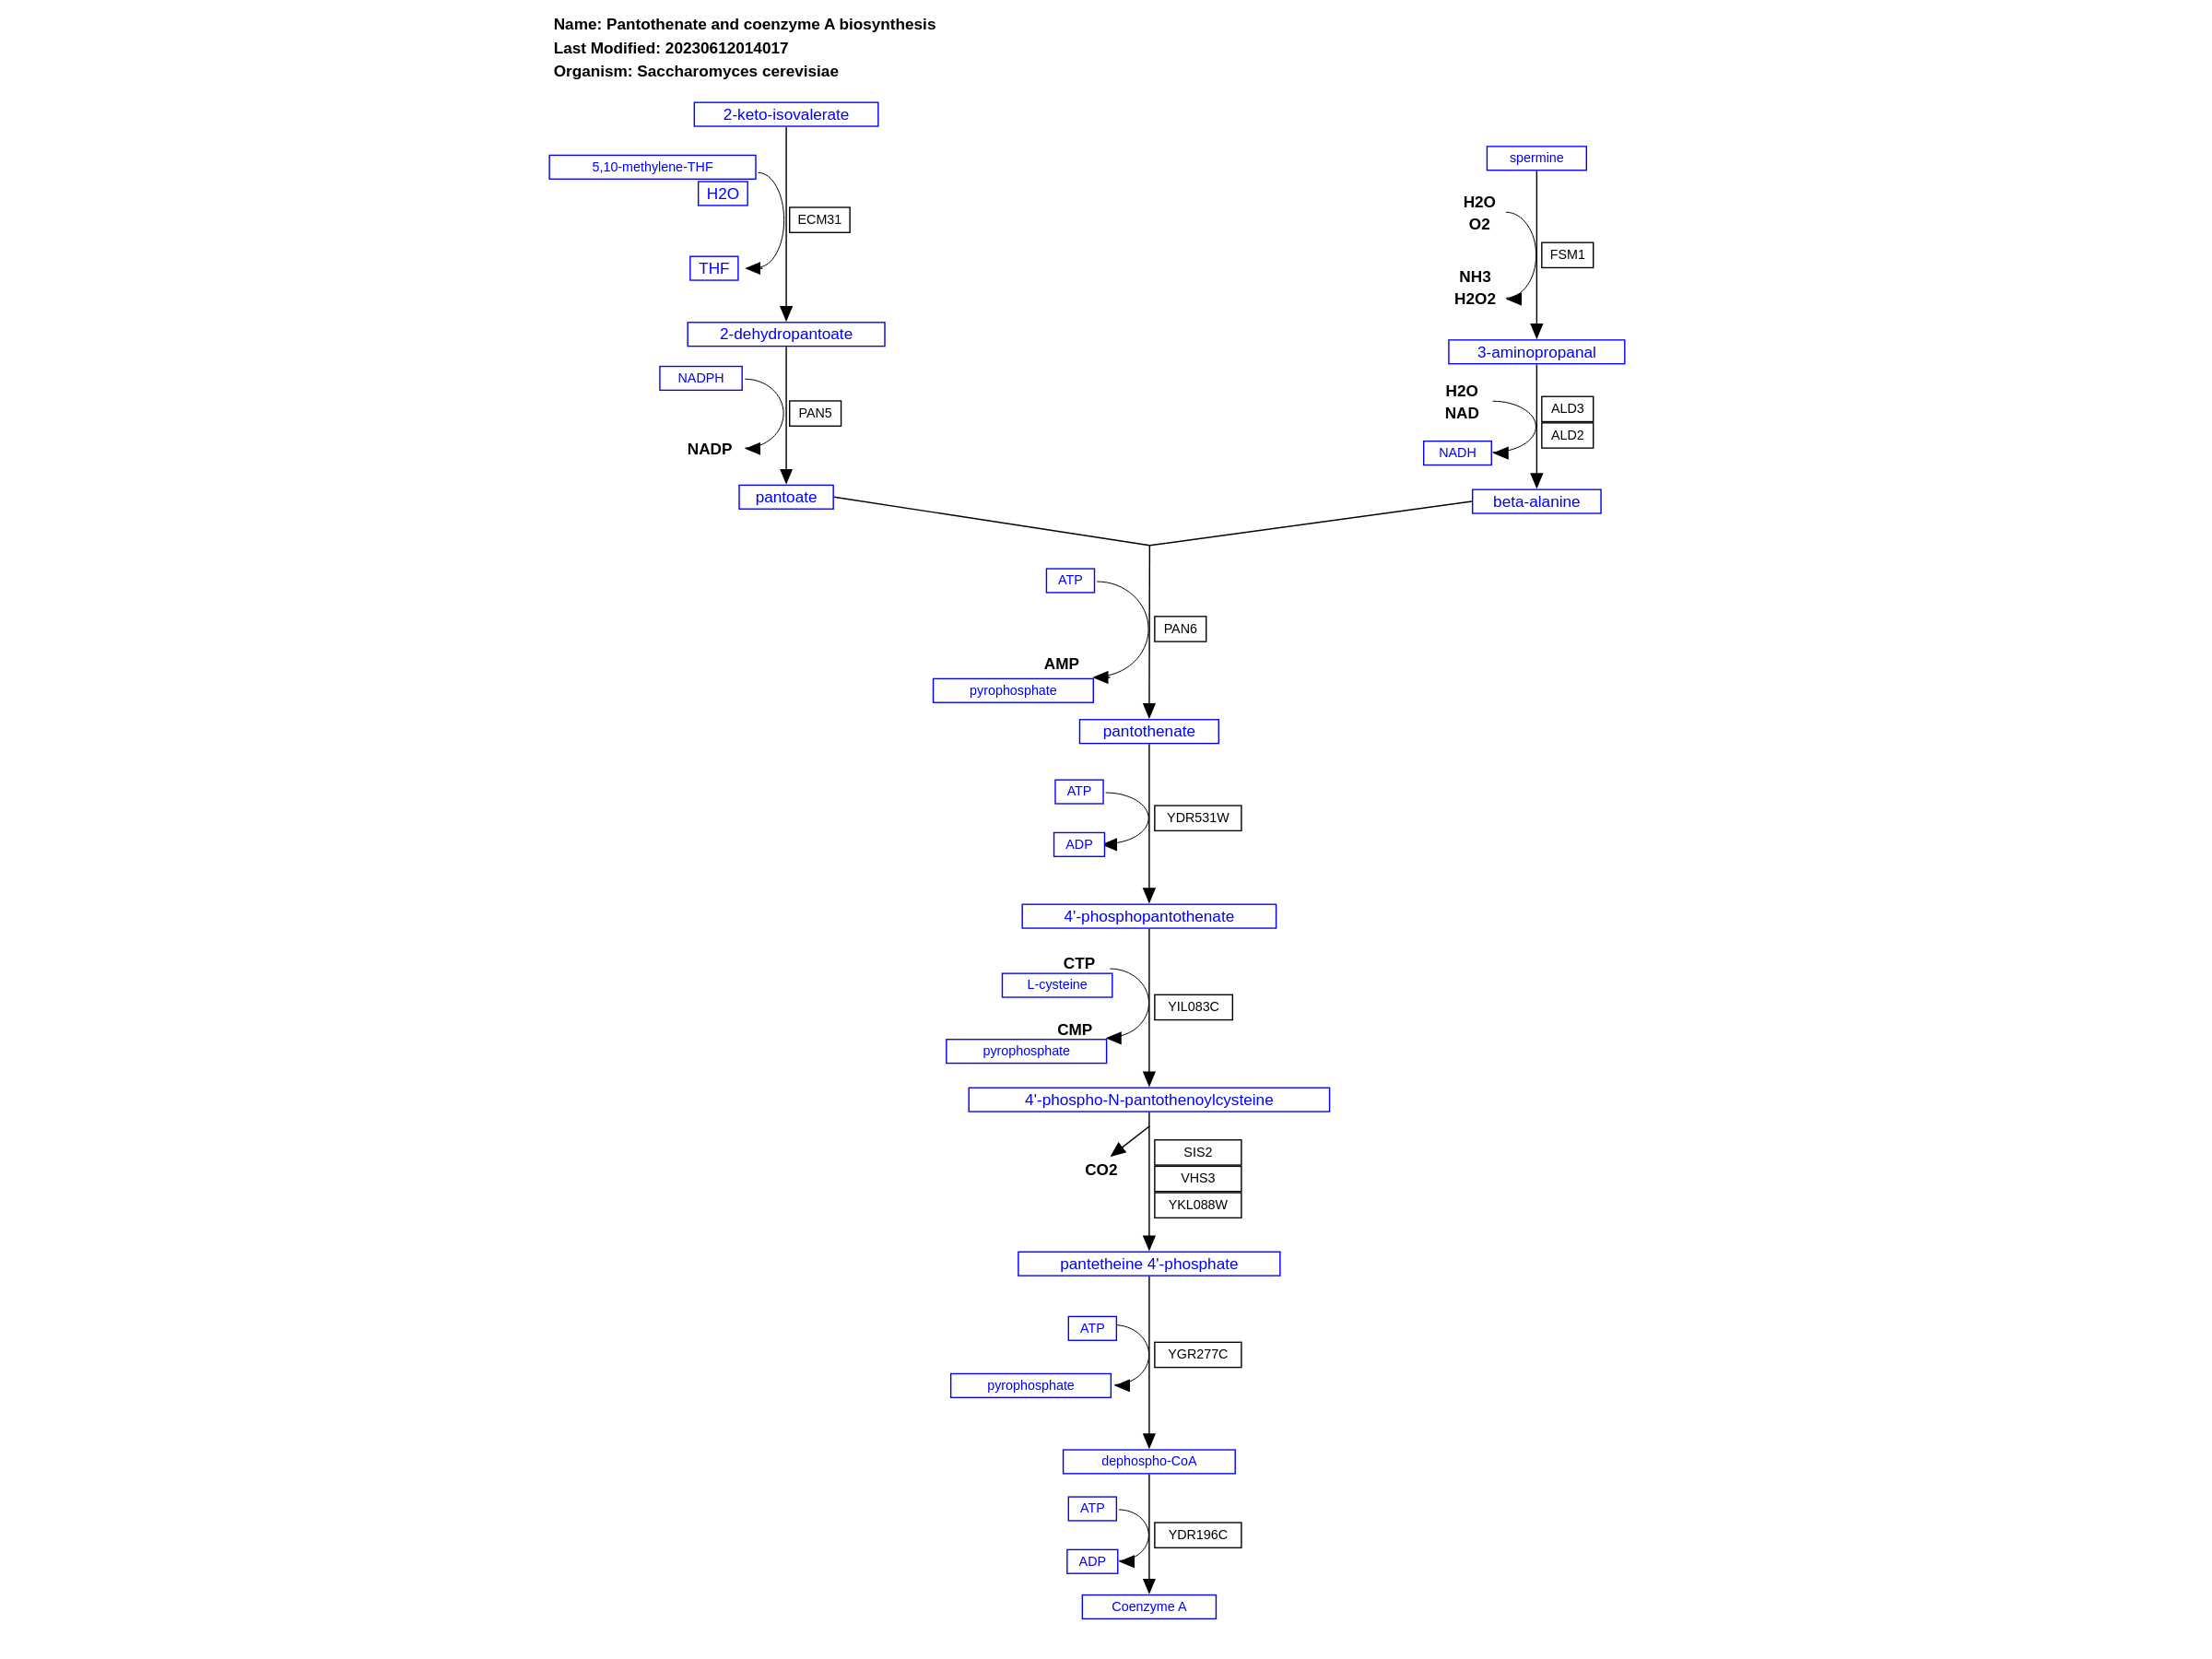 Name: Pantothenate and coenzyme A biosynthesis
Last Modified: 20230612014017
Organism: Saccharomyces cerevisiae
2-keto-isovalerate
5,10-methylene-THF
H2O
ECM31
THF
2-dehydropantoate
NADPH
PAN5
NADP
pantoate
spermine
H2O
O2
FSM1
NH3
H2O2
3-aminopropanal
H2O
NAD
ALD3
ALD2
NADH
beta-alanine
ATP
PAN6
AMP
pyrophosphate
pantothenate
ATP
YDR531W
ADP
4'-phosphopantothenate
CTP
L-cysteine
YIL083C
CMP
pyrophosphate
4'-phospho-N-pantothenoylcysteine
CO2
SIS2
VHS3
YKL088W
pantetheine 4'-phosphate
ATP
YGR277C
pyrophosphate
dephospho-CoA
ATP
YDR196C
ADP
Coenzyme A